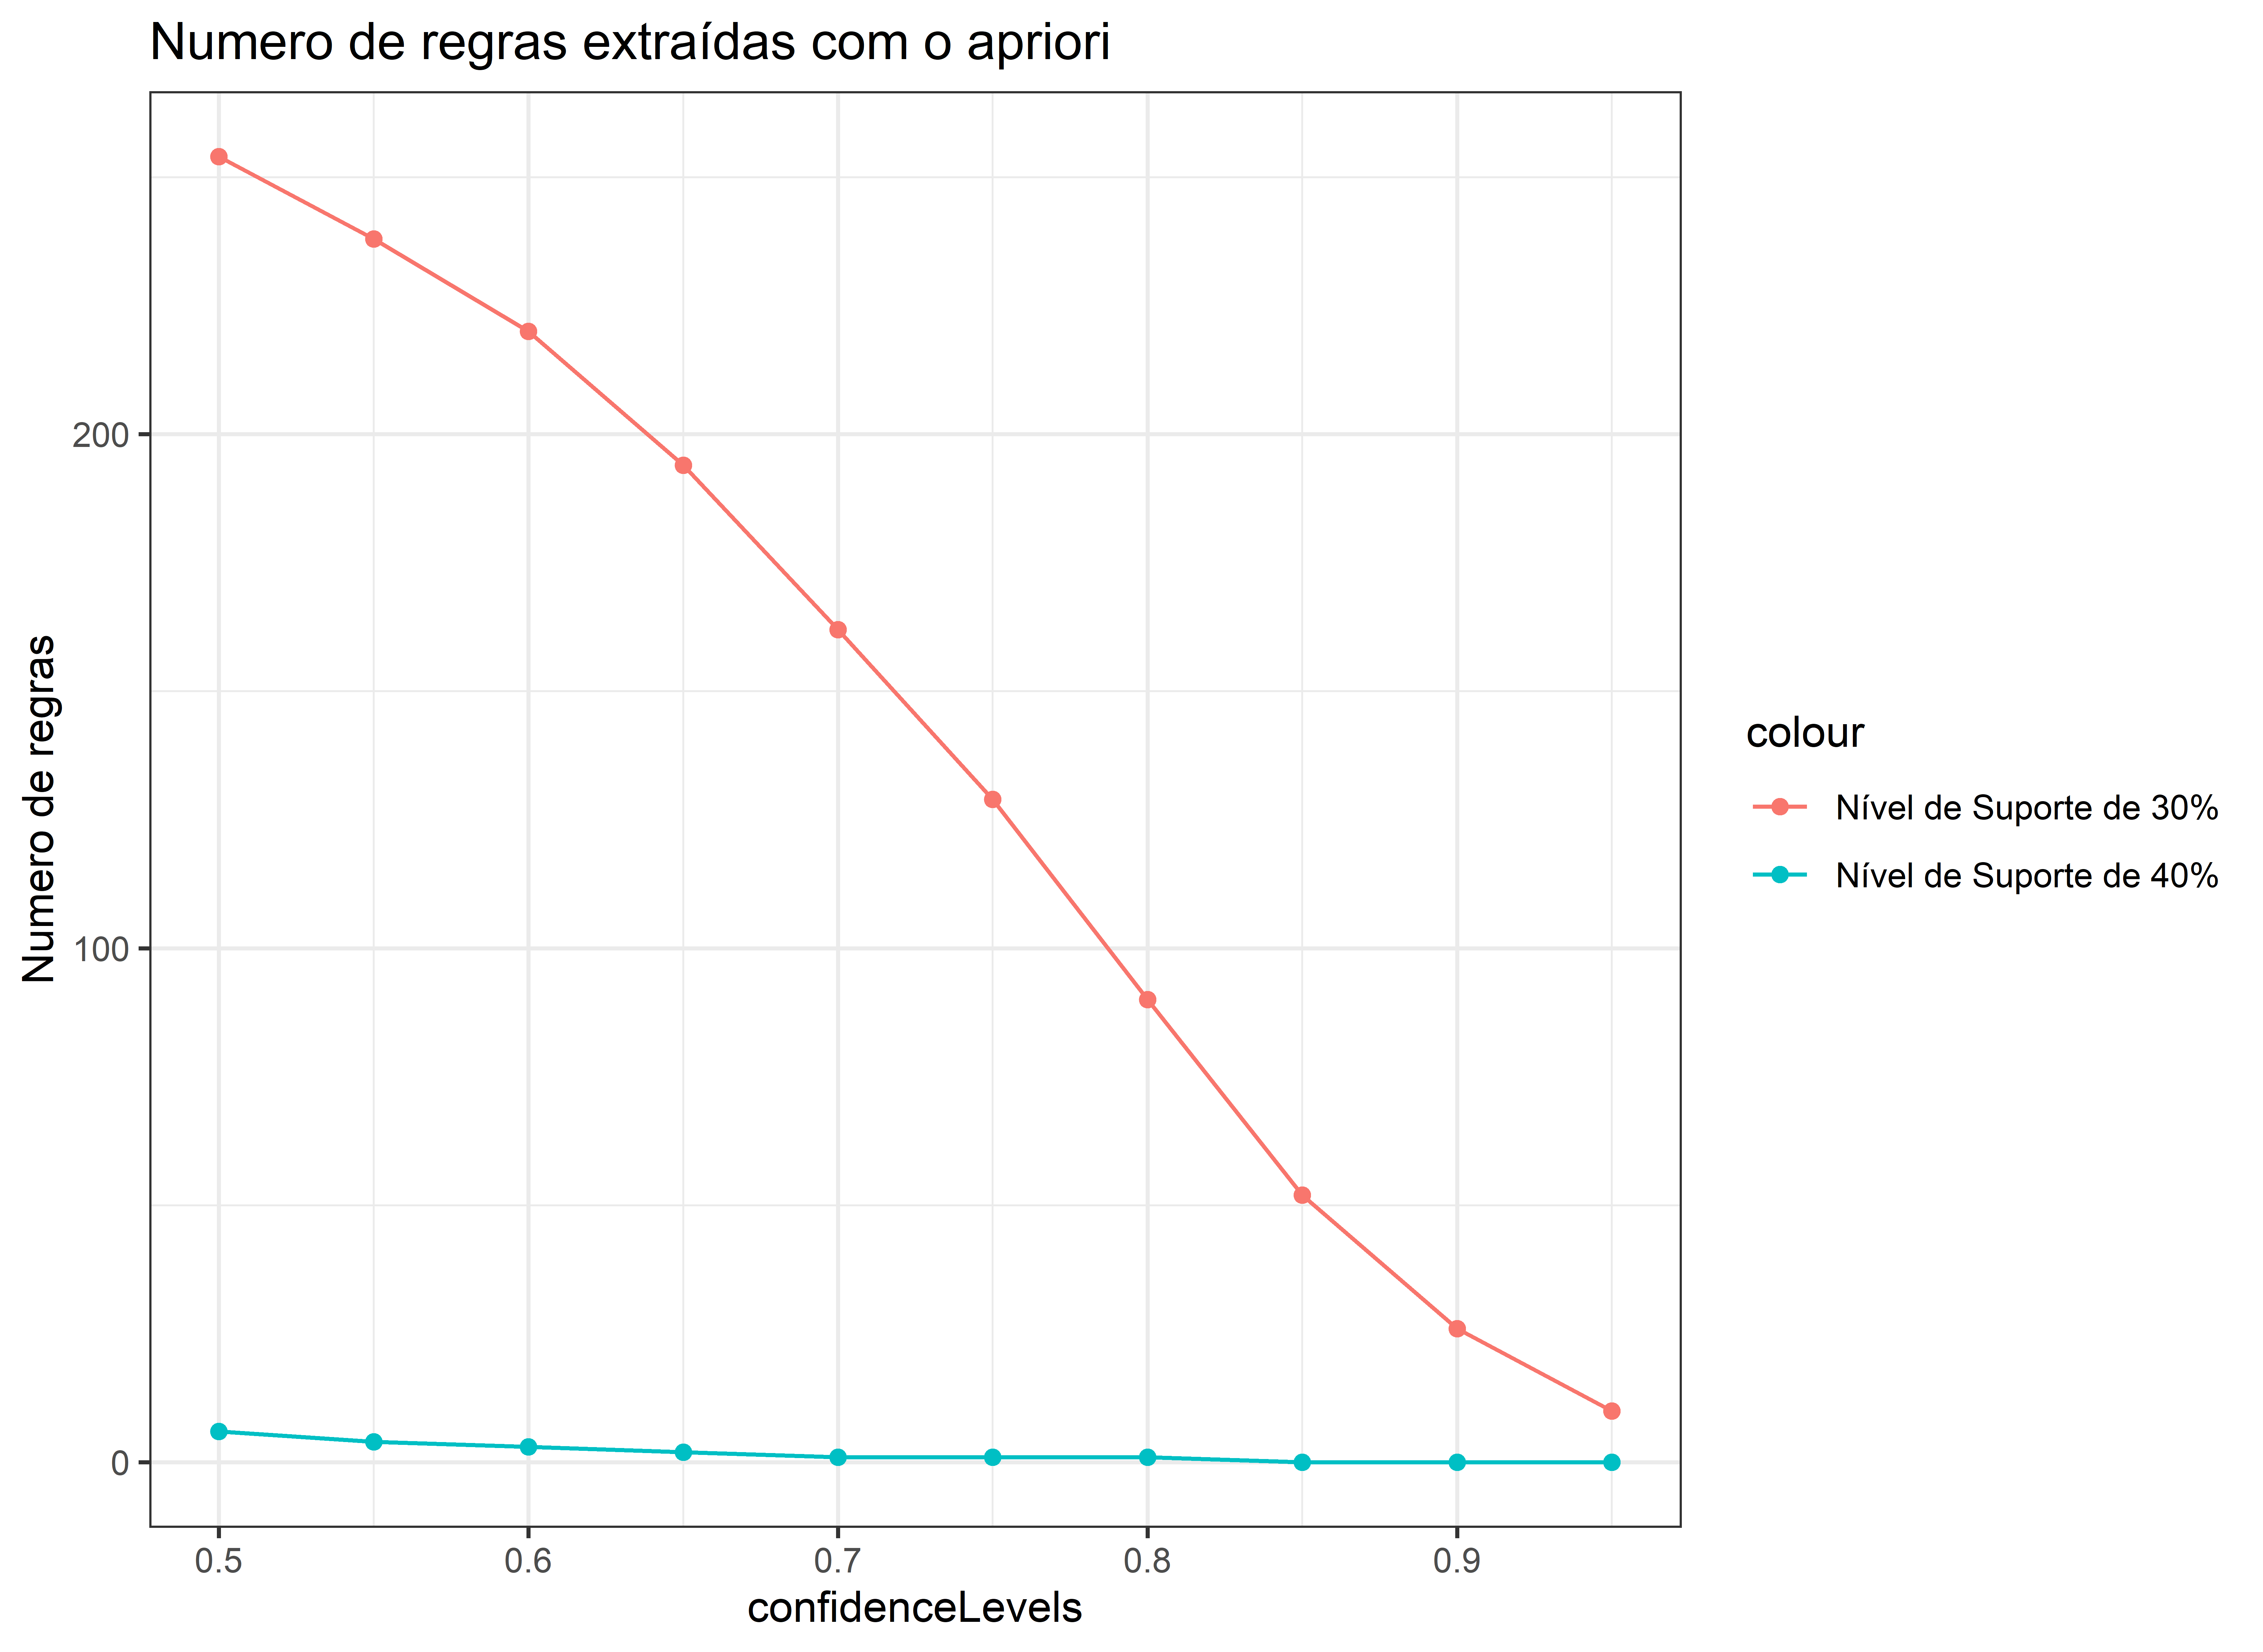 Numero de regras extraídas com o apriori
Numero de regras
200
100
0
0.5
0.6
0.7
0.8
0.9
confidenceLevels
colour
Nível de Suporte de 30%
Nível de Suporte de 40%